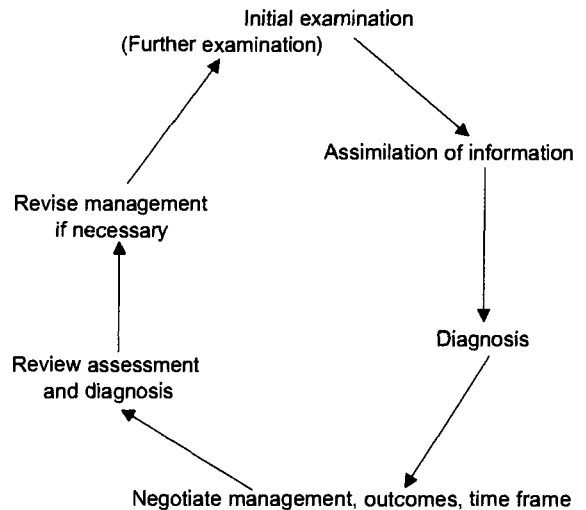 Initial examination
(Further examination)
Assimilation of information
Diagnosis
Negotiate management, outcomes, time frame
Review assessment
and diagnosis
Revise management
if necessary